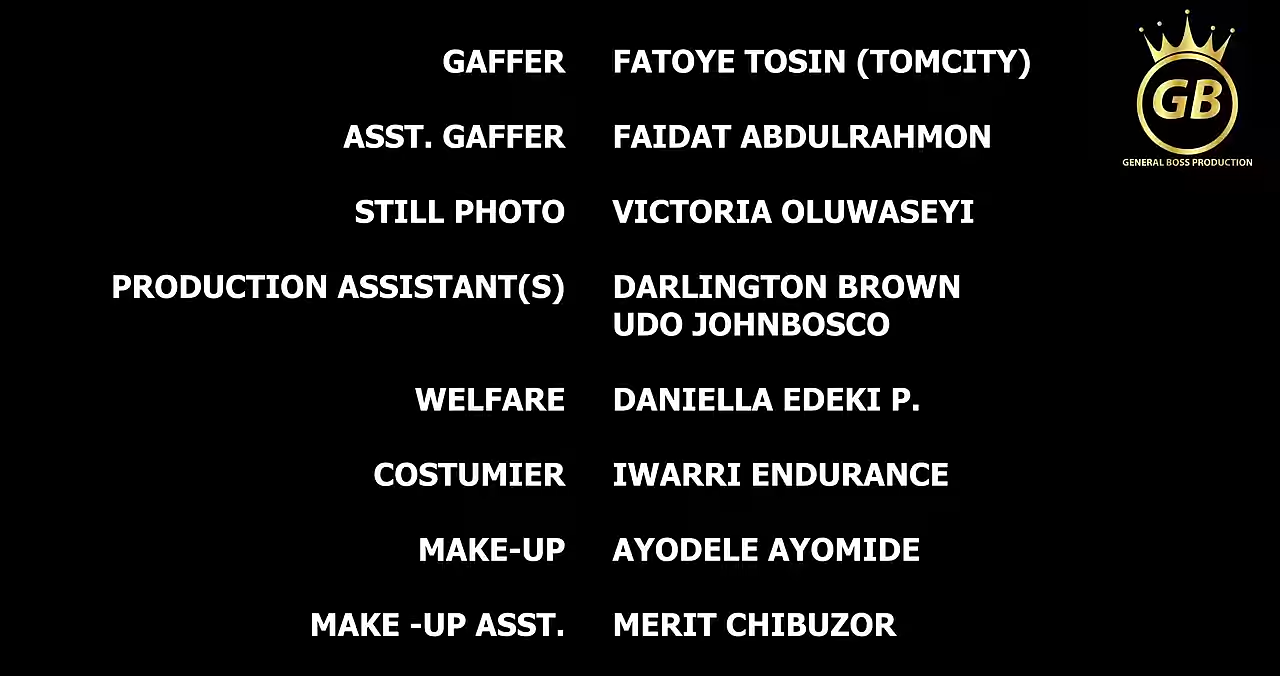 GAFFER FATOYE TOSIN (TOMCITY)
ASST. GAFFER FAIDAT ABDULRAHMON
STILL PHOTO VICTORIA OLUWASEYI
PRODUCTION ASSISTANT(S) DARLINGTON BROWN
UDO JOHNBOSCO
WELFARE DANIELLA EDEKI P.
COSTUMIER IWARRI ENDURANCE
MAKE-UP AYODELE AYOMIDE
MAKE -UP ASST. MERIT CHIBUZOR
GB
GENERAL BOSS PRODUCTION